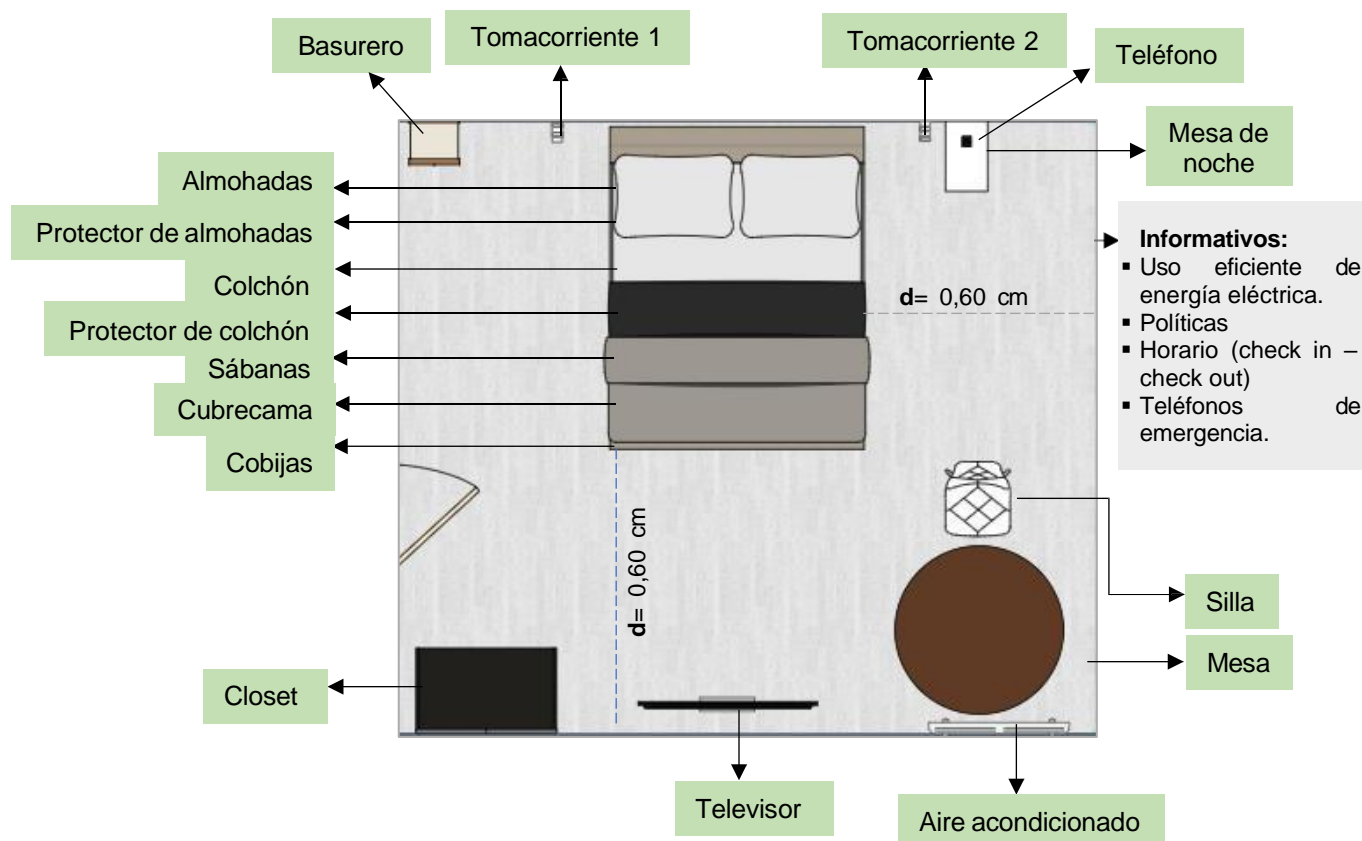 Basurero
Tomacorriente 1
Tomacorriente 2
Teléfono
Mesa de
noche
Almohadas
Protector de almohadas
Colchón
Protector de colchón
Sábanas
Cubrecama
Cobijas
Informativos:
▪ Uso eficiente de
energía eléctrica.
▪ Políticas
▪ Horario (check in –
check out)
▪ Teléfonos de
emergencia.
d= 0,60 cm
d= 0,60 cm
Silla
Mesa
Closet
Televisor
Aire acondicionado